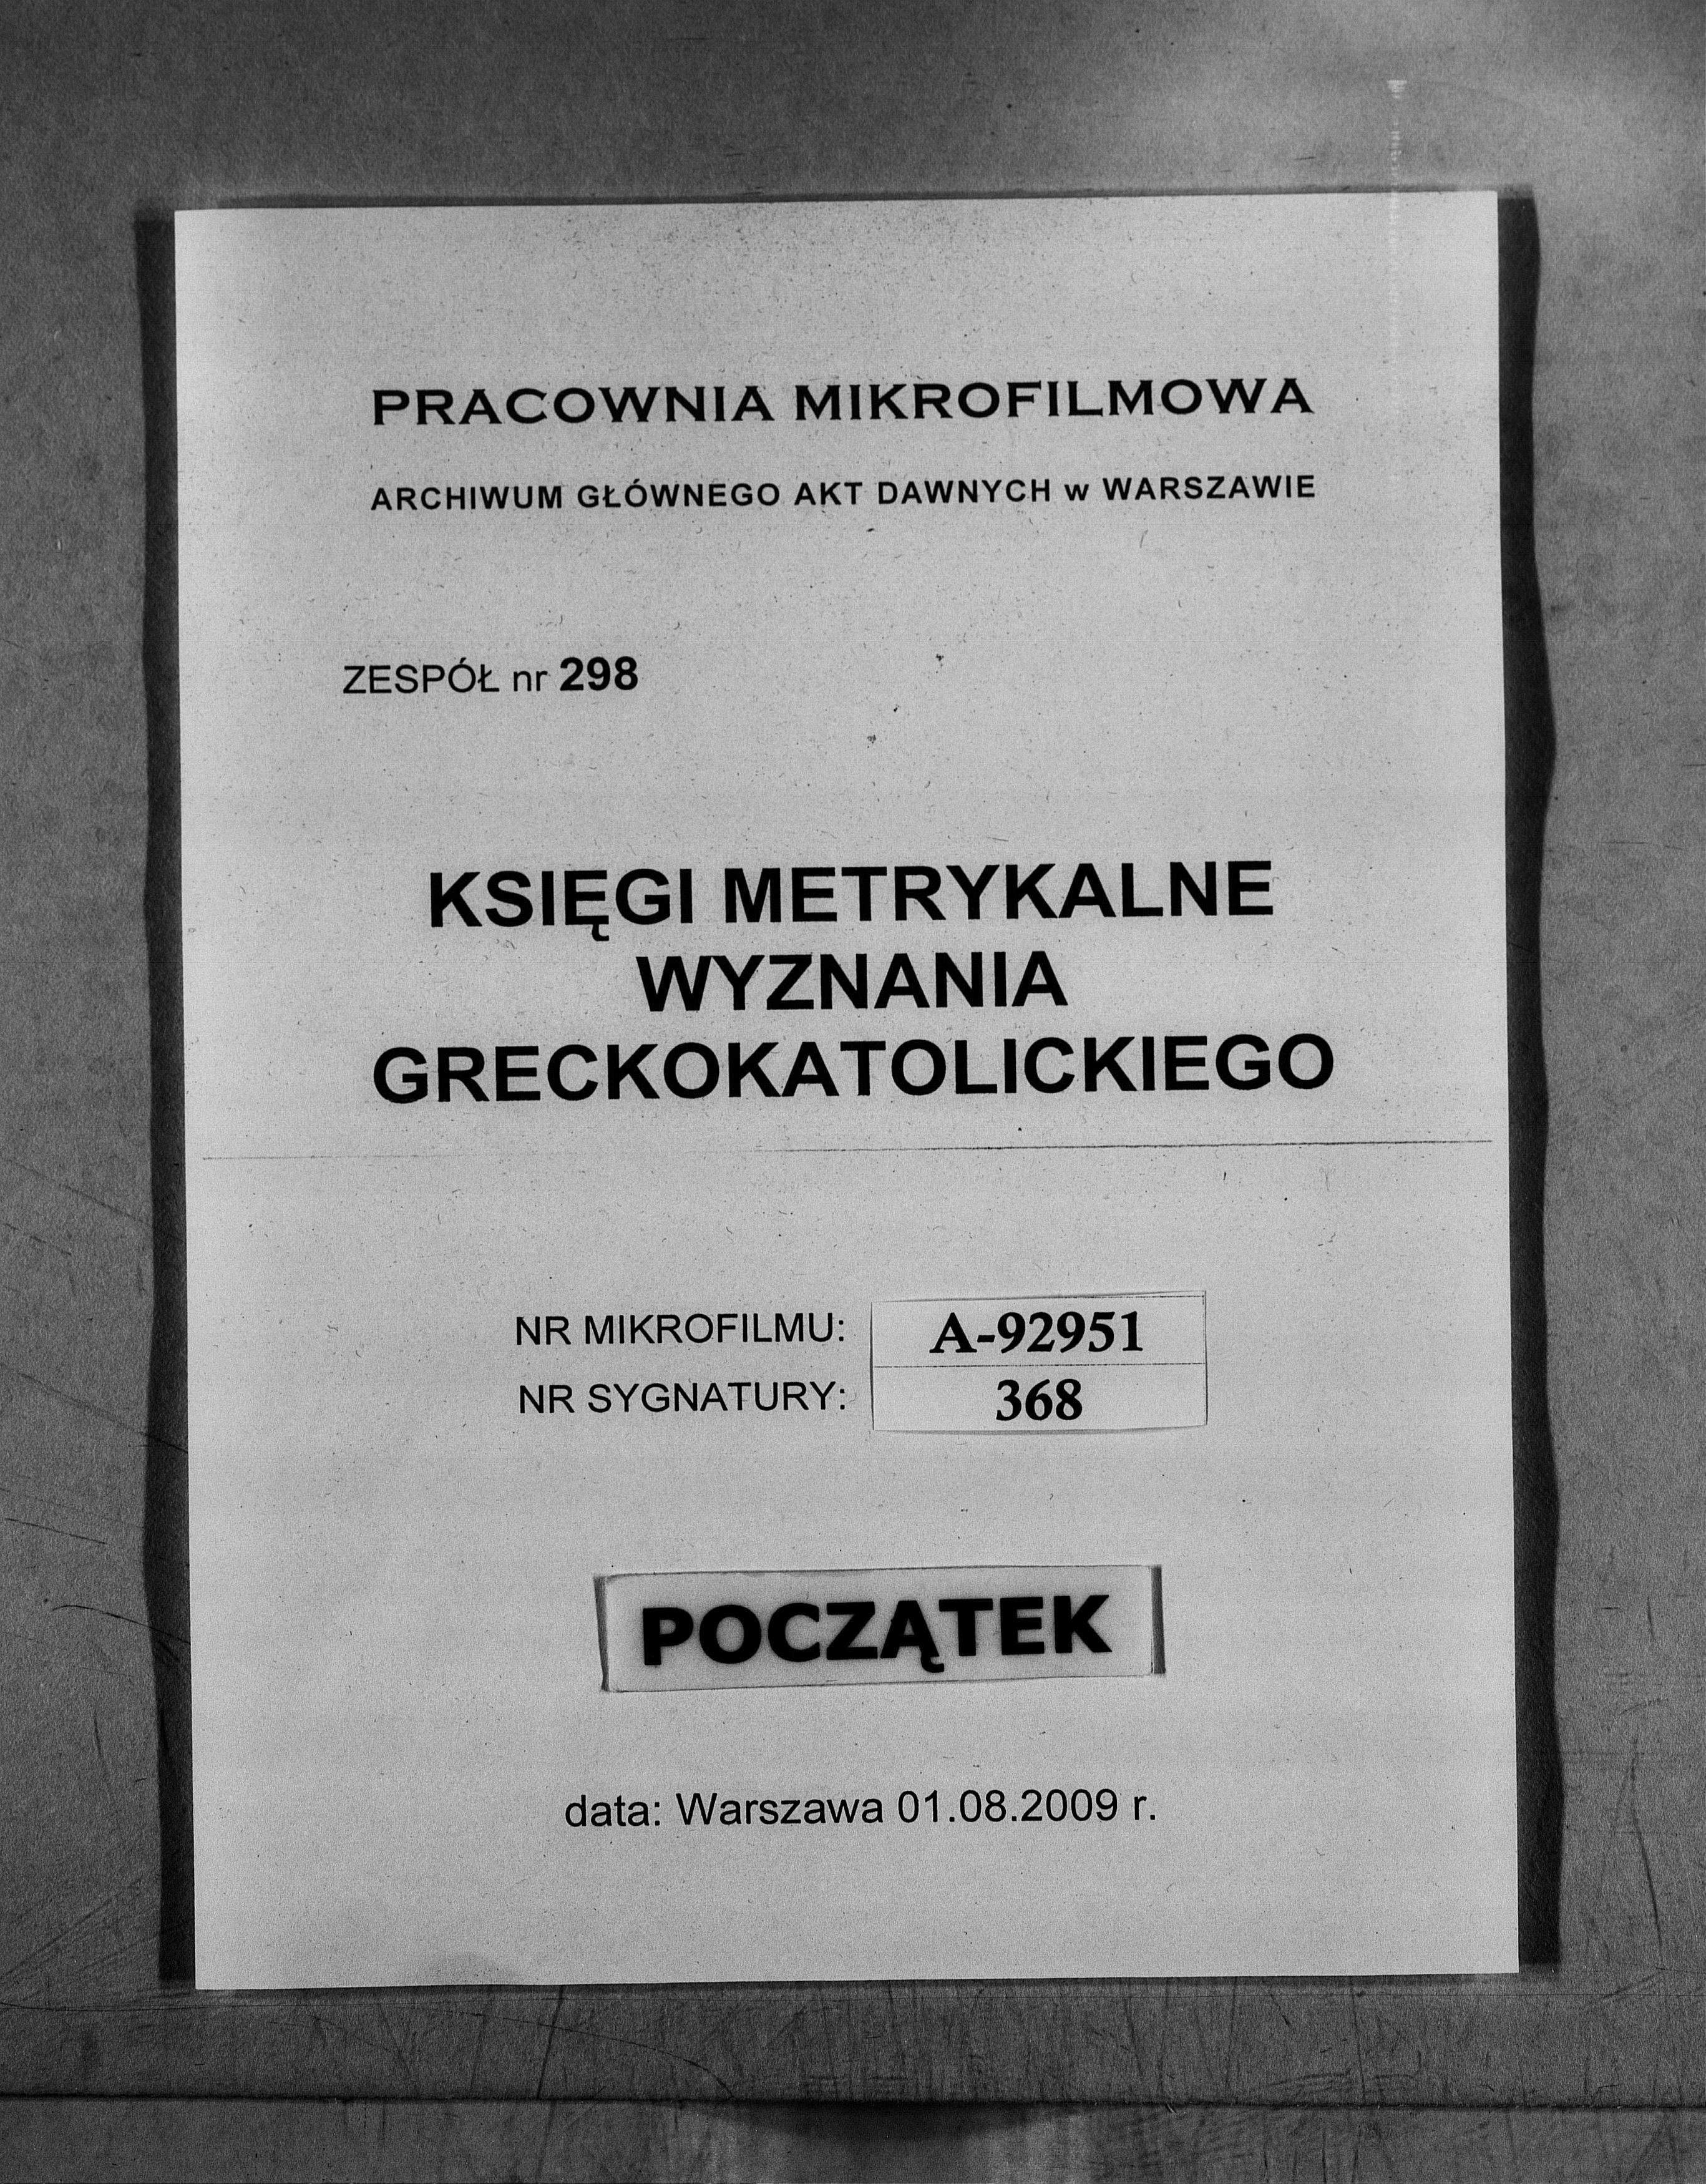 PRACOWNIA MIKROFILMOWA
ARCHIWUM GŁÓWNEGO AKT DAWNYCH w WARSZAWIE
ZESPÓŁ nr 298
KSIĘGI METRYKALNE
WYZNANIA
GRECKOKATOLICKIEGO
NR MIKROFILMU: A-92951
NR SYGNATURY: 368
POCZĄTEK
data: Warszawa 01.08.2009 r.